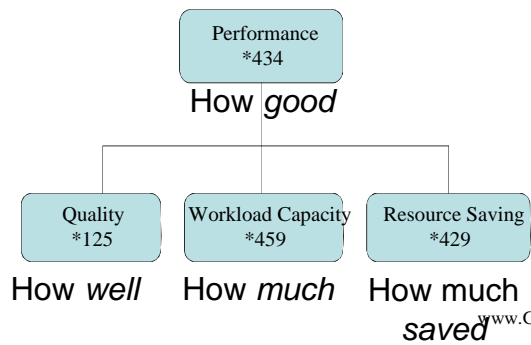 Performance
*434
How good
Quality
*125
How well
Workload Capacity
*459
How much
Resource Saving
*429
How much
saved